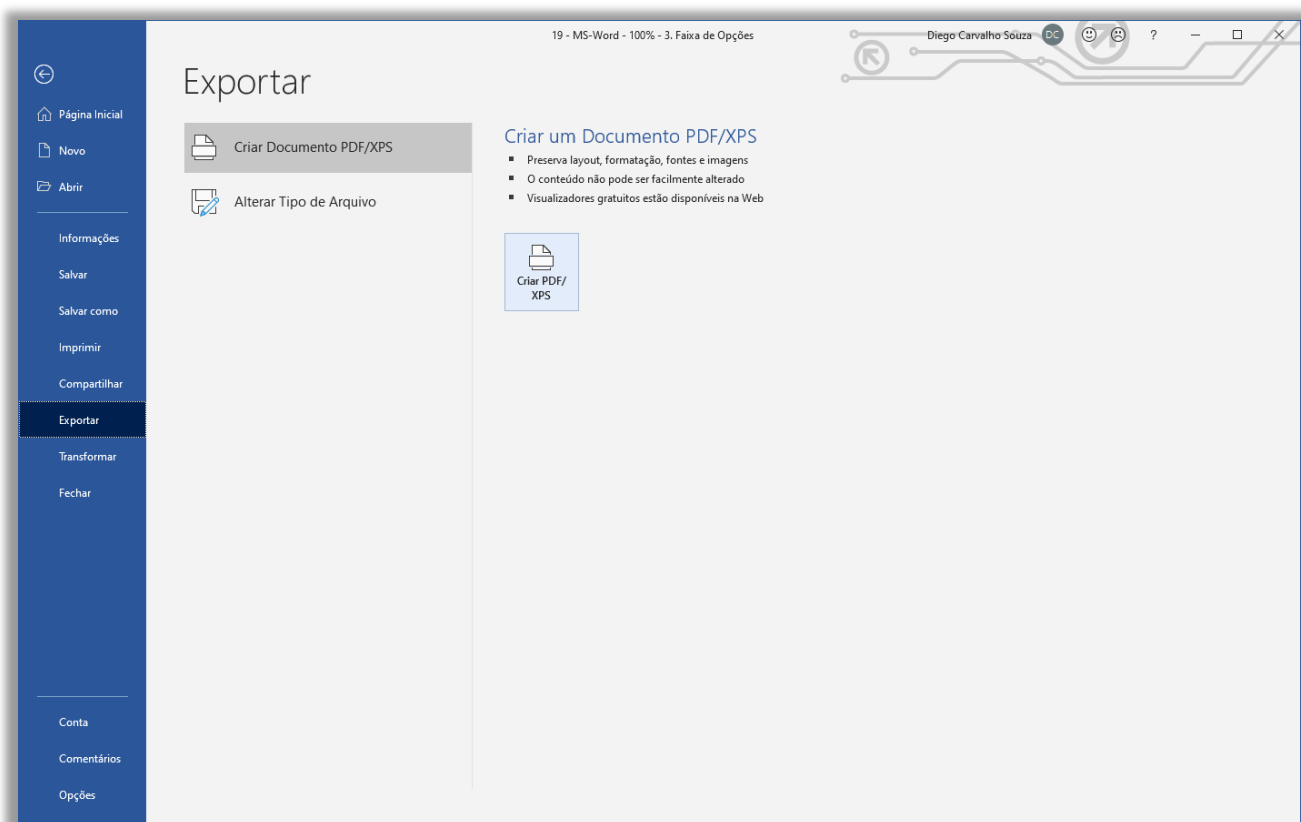 19 - MS-Word - 100% - 3. Faixa de Opções
Diego Carvalho Souza DC ?
Página Inicial
Novo
Abrir
Informações
Salvar
Salvar como
Imprimir
Compartilhar
Exportar
Transformar
Fechar
Conta
Comentários
Opções
Exportar
Criar Documento PDF/XPS
Alterar Tipo de Arquivo
Criar um Documento PDF/XPS
Preserva layout, formatação, fontes e imagens
O conteúdo não pode ser facilmente alterado
Visualizadores gratuitos estão disponíveis na Web
Criar PDF/
XPS